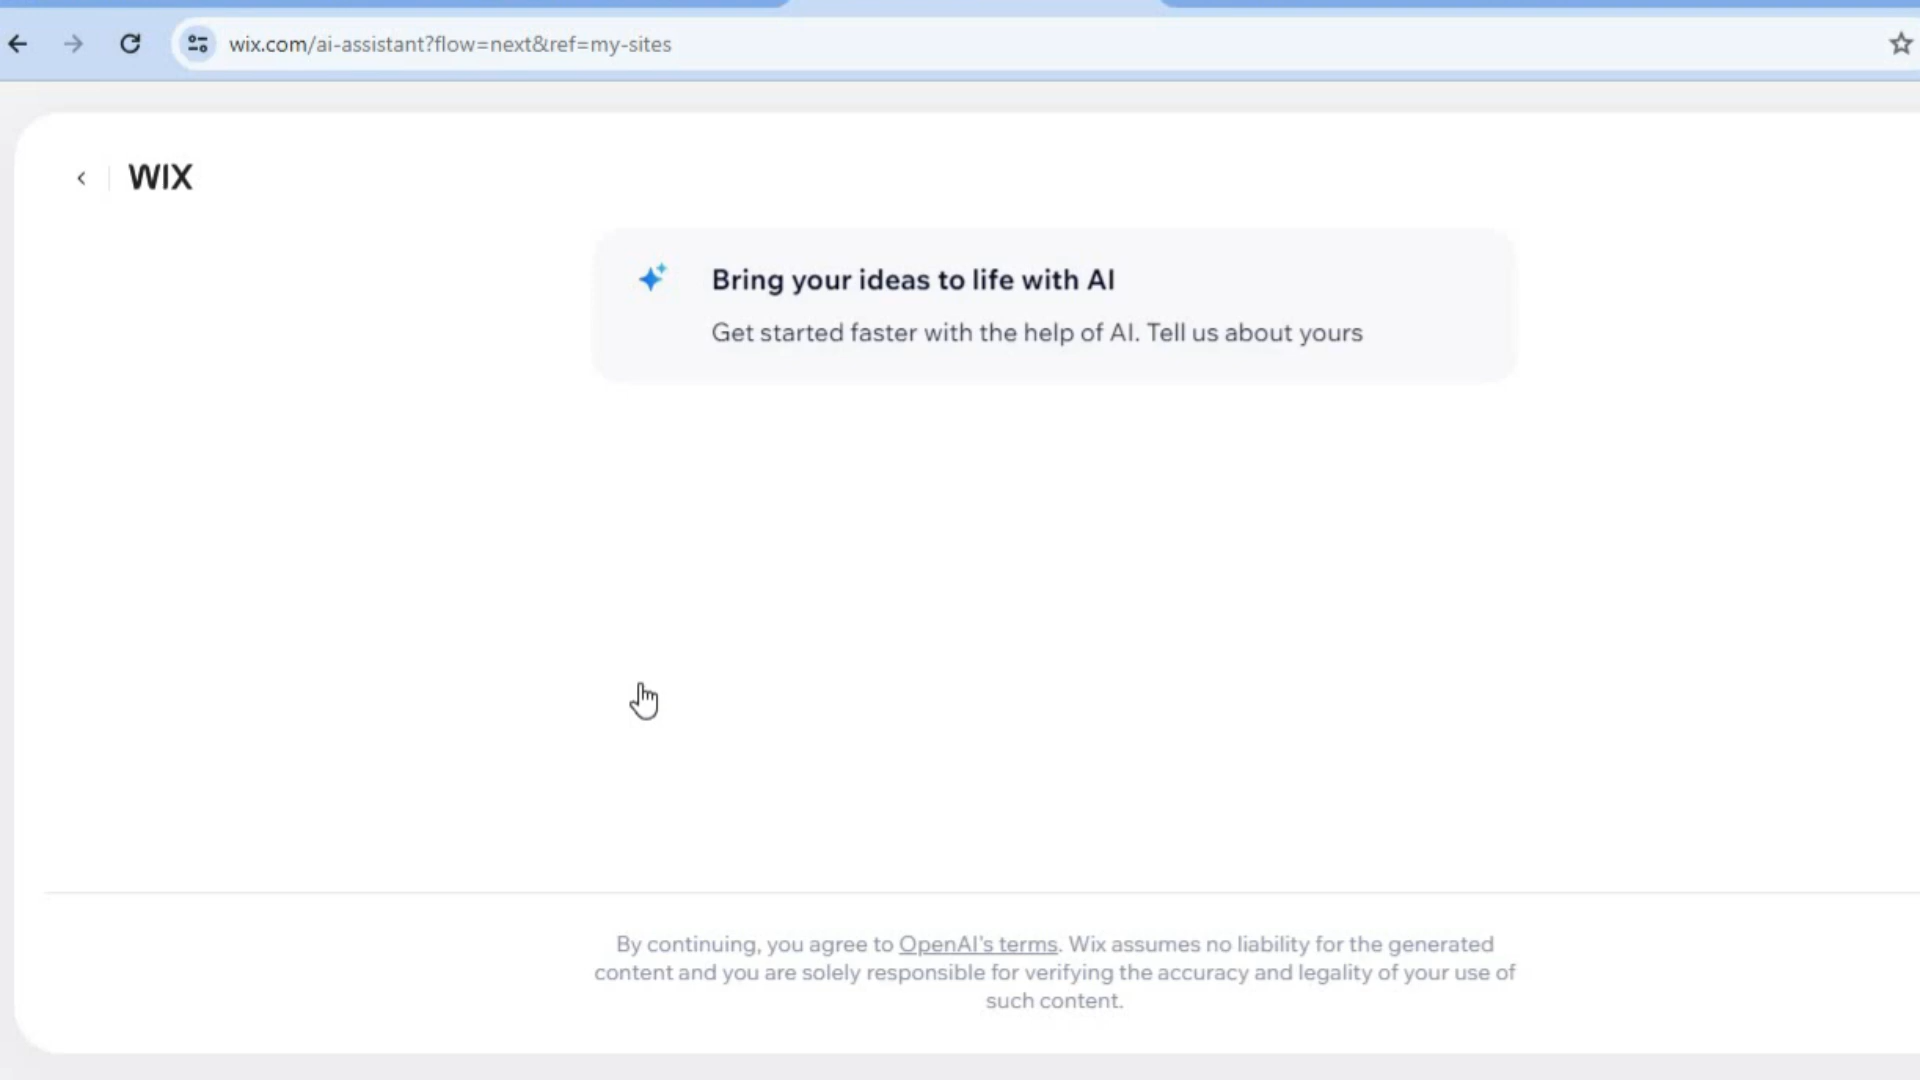 wix.com/ai-assistant?flow=next&ref=my-sites
WIX
Bring your ideas to life with AI
Get started faster with the help of AI. Tell us about yours
By continuing, you agree to OpenAI's terms. Wix assumes no liability for the generated
content and you are solely responsible for verifying the accuracy and legality of your use of
such content.